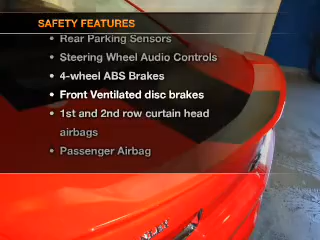 SAFETY FEATURES
• Rear Parking Sensors
• Steering Wheel Audio Controls
• 4-wheel ABS Brakes
• Front Ventilated disc brakes
• 1st and 2nd row curtain head
airbags
• Passenger Airbag